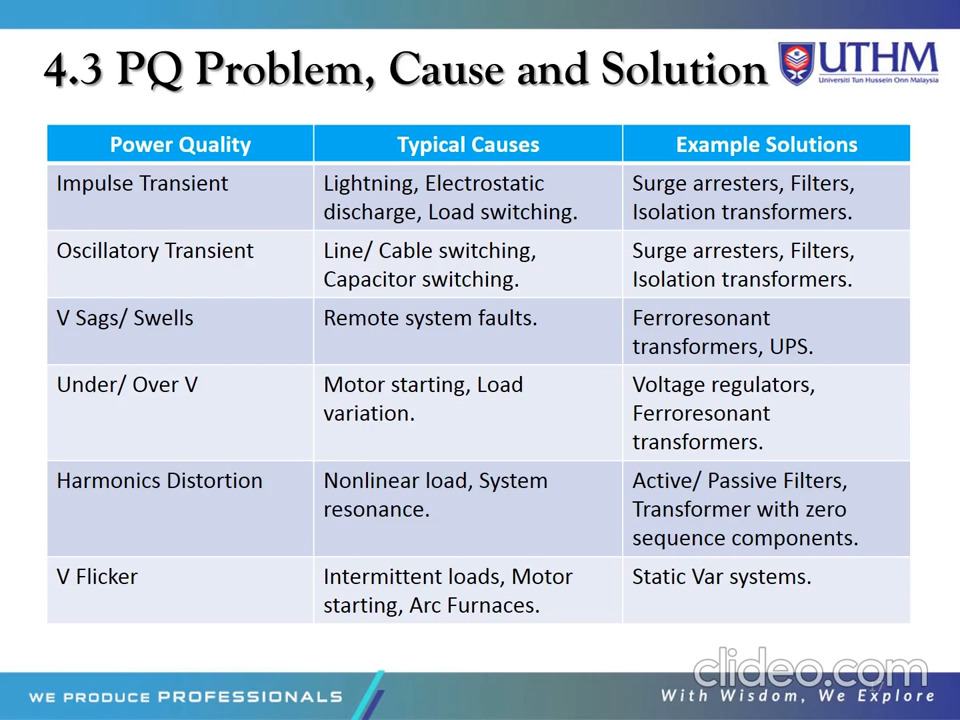 4.3 PQ Problem, Cause and Solution
UTHM
Universiti Tun Hussein Onn Malaysia
Power Quality
Typical Causes
Example Solutions
Impulse Transient
Lightning, Electrostatic
discharge, Load switching.
Surge arresters, Filters,
Isolation transformers.
Oscillatory Transient
Line/ Cable switching,
Capacitor switching.
Surge arresters, Filters,
Isolation transformers.
V Sags/ Swells
Remote system faults.
Ferroresonant
transformers, UPS.
Under/ Over V
Motor starting, Load
variation.
Voltage regulators,
Ferroresonant
transformers.
Harmonics Distortion
Nonlinear load, System
resonance.
Active/ Passive Filters,
Transformer with zero
sequence components.
V Flicker
Intermittent loads, Motor
starting, Arc Furnaces.
Static Var systems.
clideo.com
WE PRODUCE PROFESSIONALS
With Wisdom, We Explore